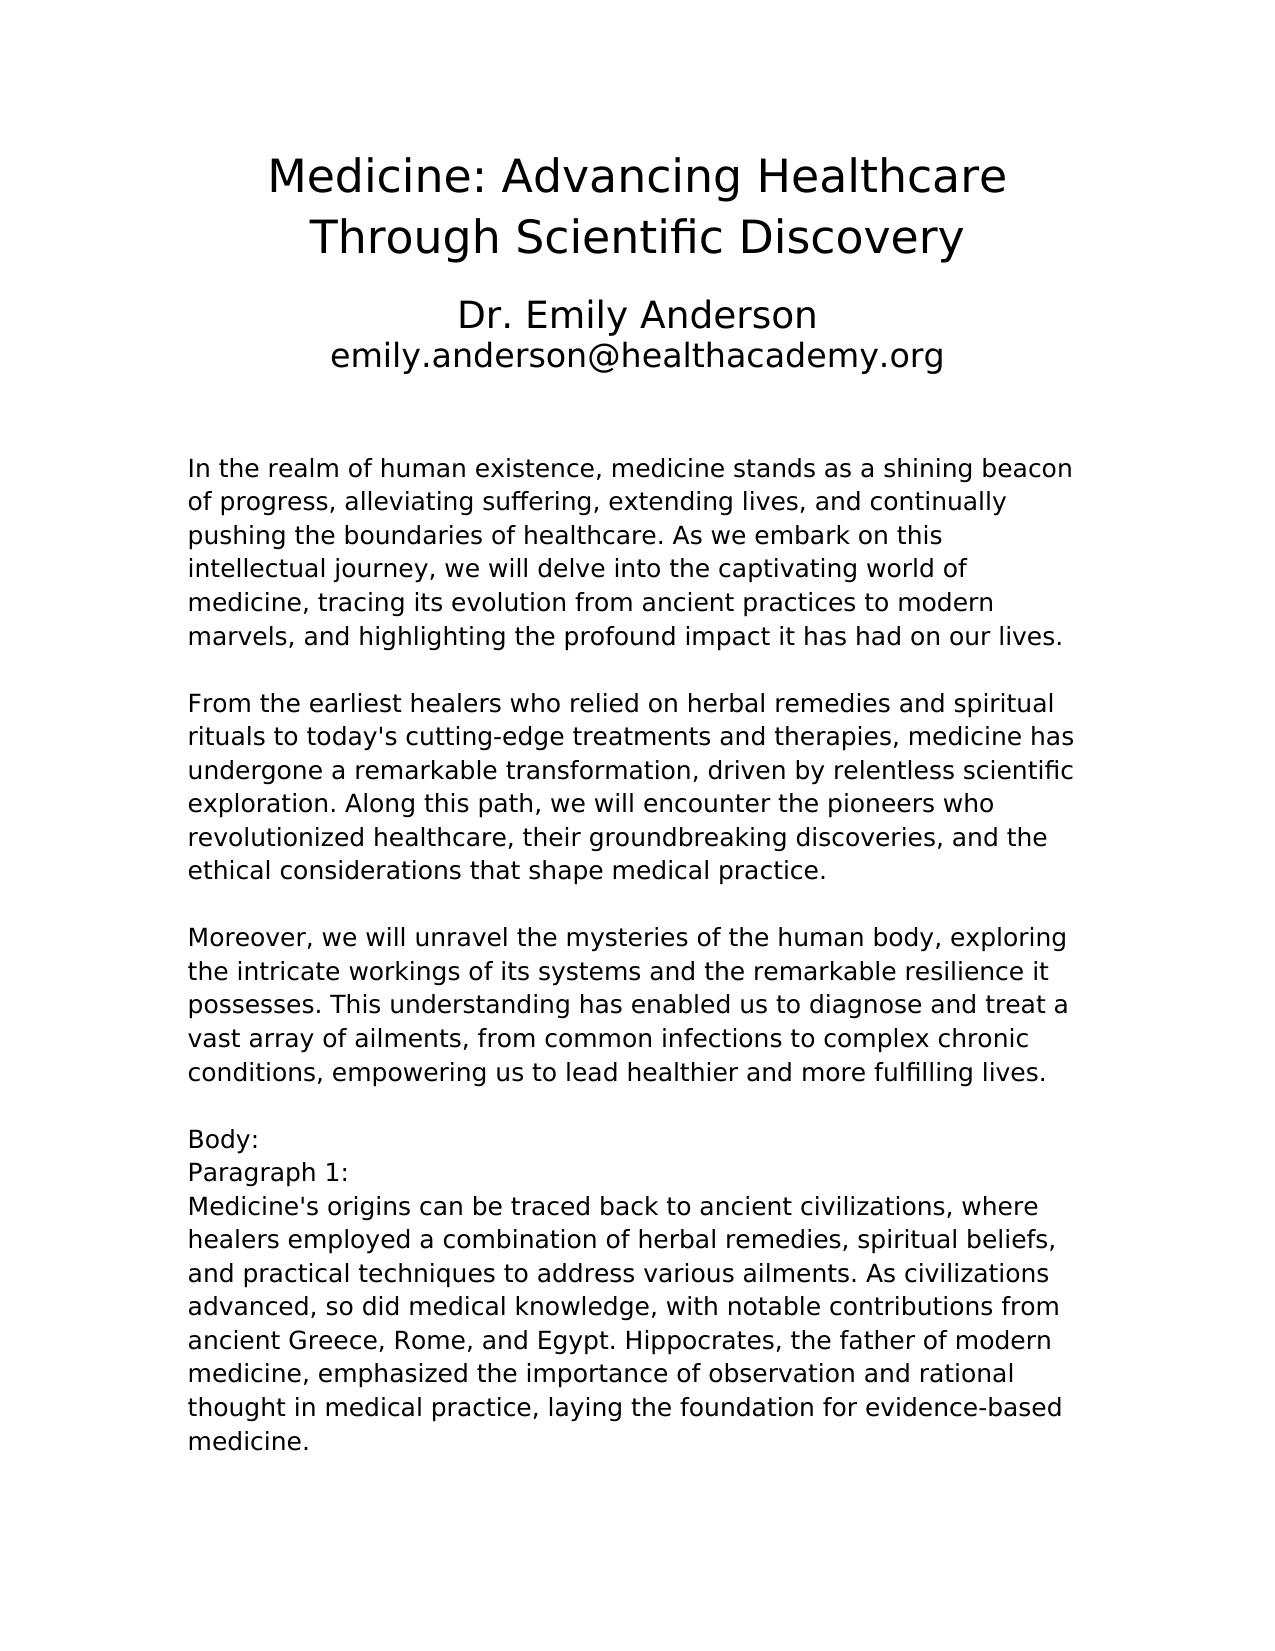 Medicine: Advancing Healthcare
Through Scientific Discovery
Dr. Emily Anderson
emily.anderson@healthacademy.org
In the realm of human existence, medicine stands as a shining beacon
of progress, alleviating suffering, extending lives, and continually
pushing the boundaries of healthcare. As we embark on this
intellectual journey, we will delve into the captivating world of
medicine, tracing its evolution from ancient practices to modern
marvels, and highlighting the profound impact it has had on our lives.
From the earliest healers who relied on herbal remedies and spiritual
rituals to today's cutting-edge treatments and therapies, medicine has
undergone a remarkable transformation, driven by relentless scientific
exploration. Along this path, we will encounter the pioneers who
revolutionized healthcare, their groundbreaking discoveries, and the
ethical considerations that shape medical practice.
Moreover, we will unravel the mysteries of the human body, exploring
the intricate workings of its systems and the remarkable resilience it
possesses. This understanding has enabled us to diagnose and treat a
vast array of ailments, from common infections to complex chronic
conditions, empowering us to lead healthier and more fulfilling lives.
Body:
Paragraph 1:
Medicine's origins can be traced back to ancient civilizations, where
healers employed a combination of herbal remedies, spiritual beliefs,
and practical techniques to address various ailments. As civilizations
advanced, so did medical knowledge, with notable contributions from
ancient Greece, Rome, and Egypt. Hippocrates, the father of modern
medicine, emphasized the importance of observation and rational
thought in medical practice, laying the foundation for evidence-based
medicine.